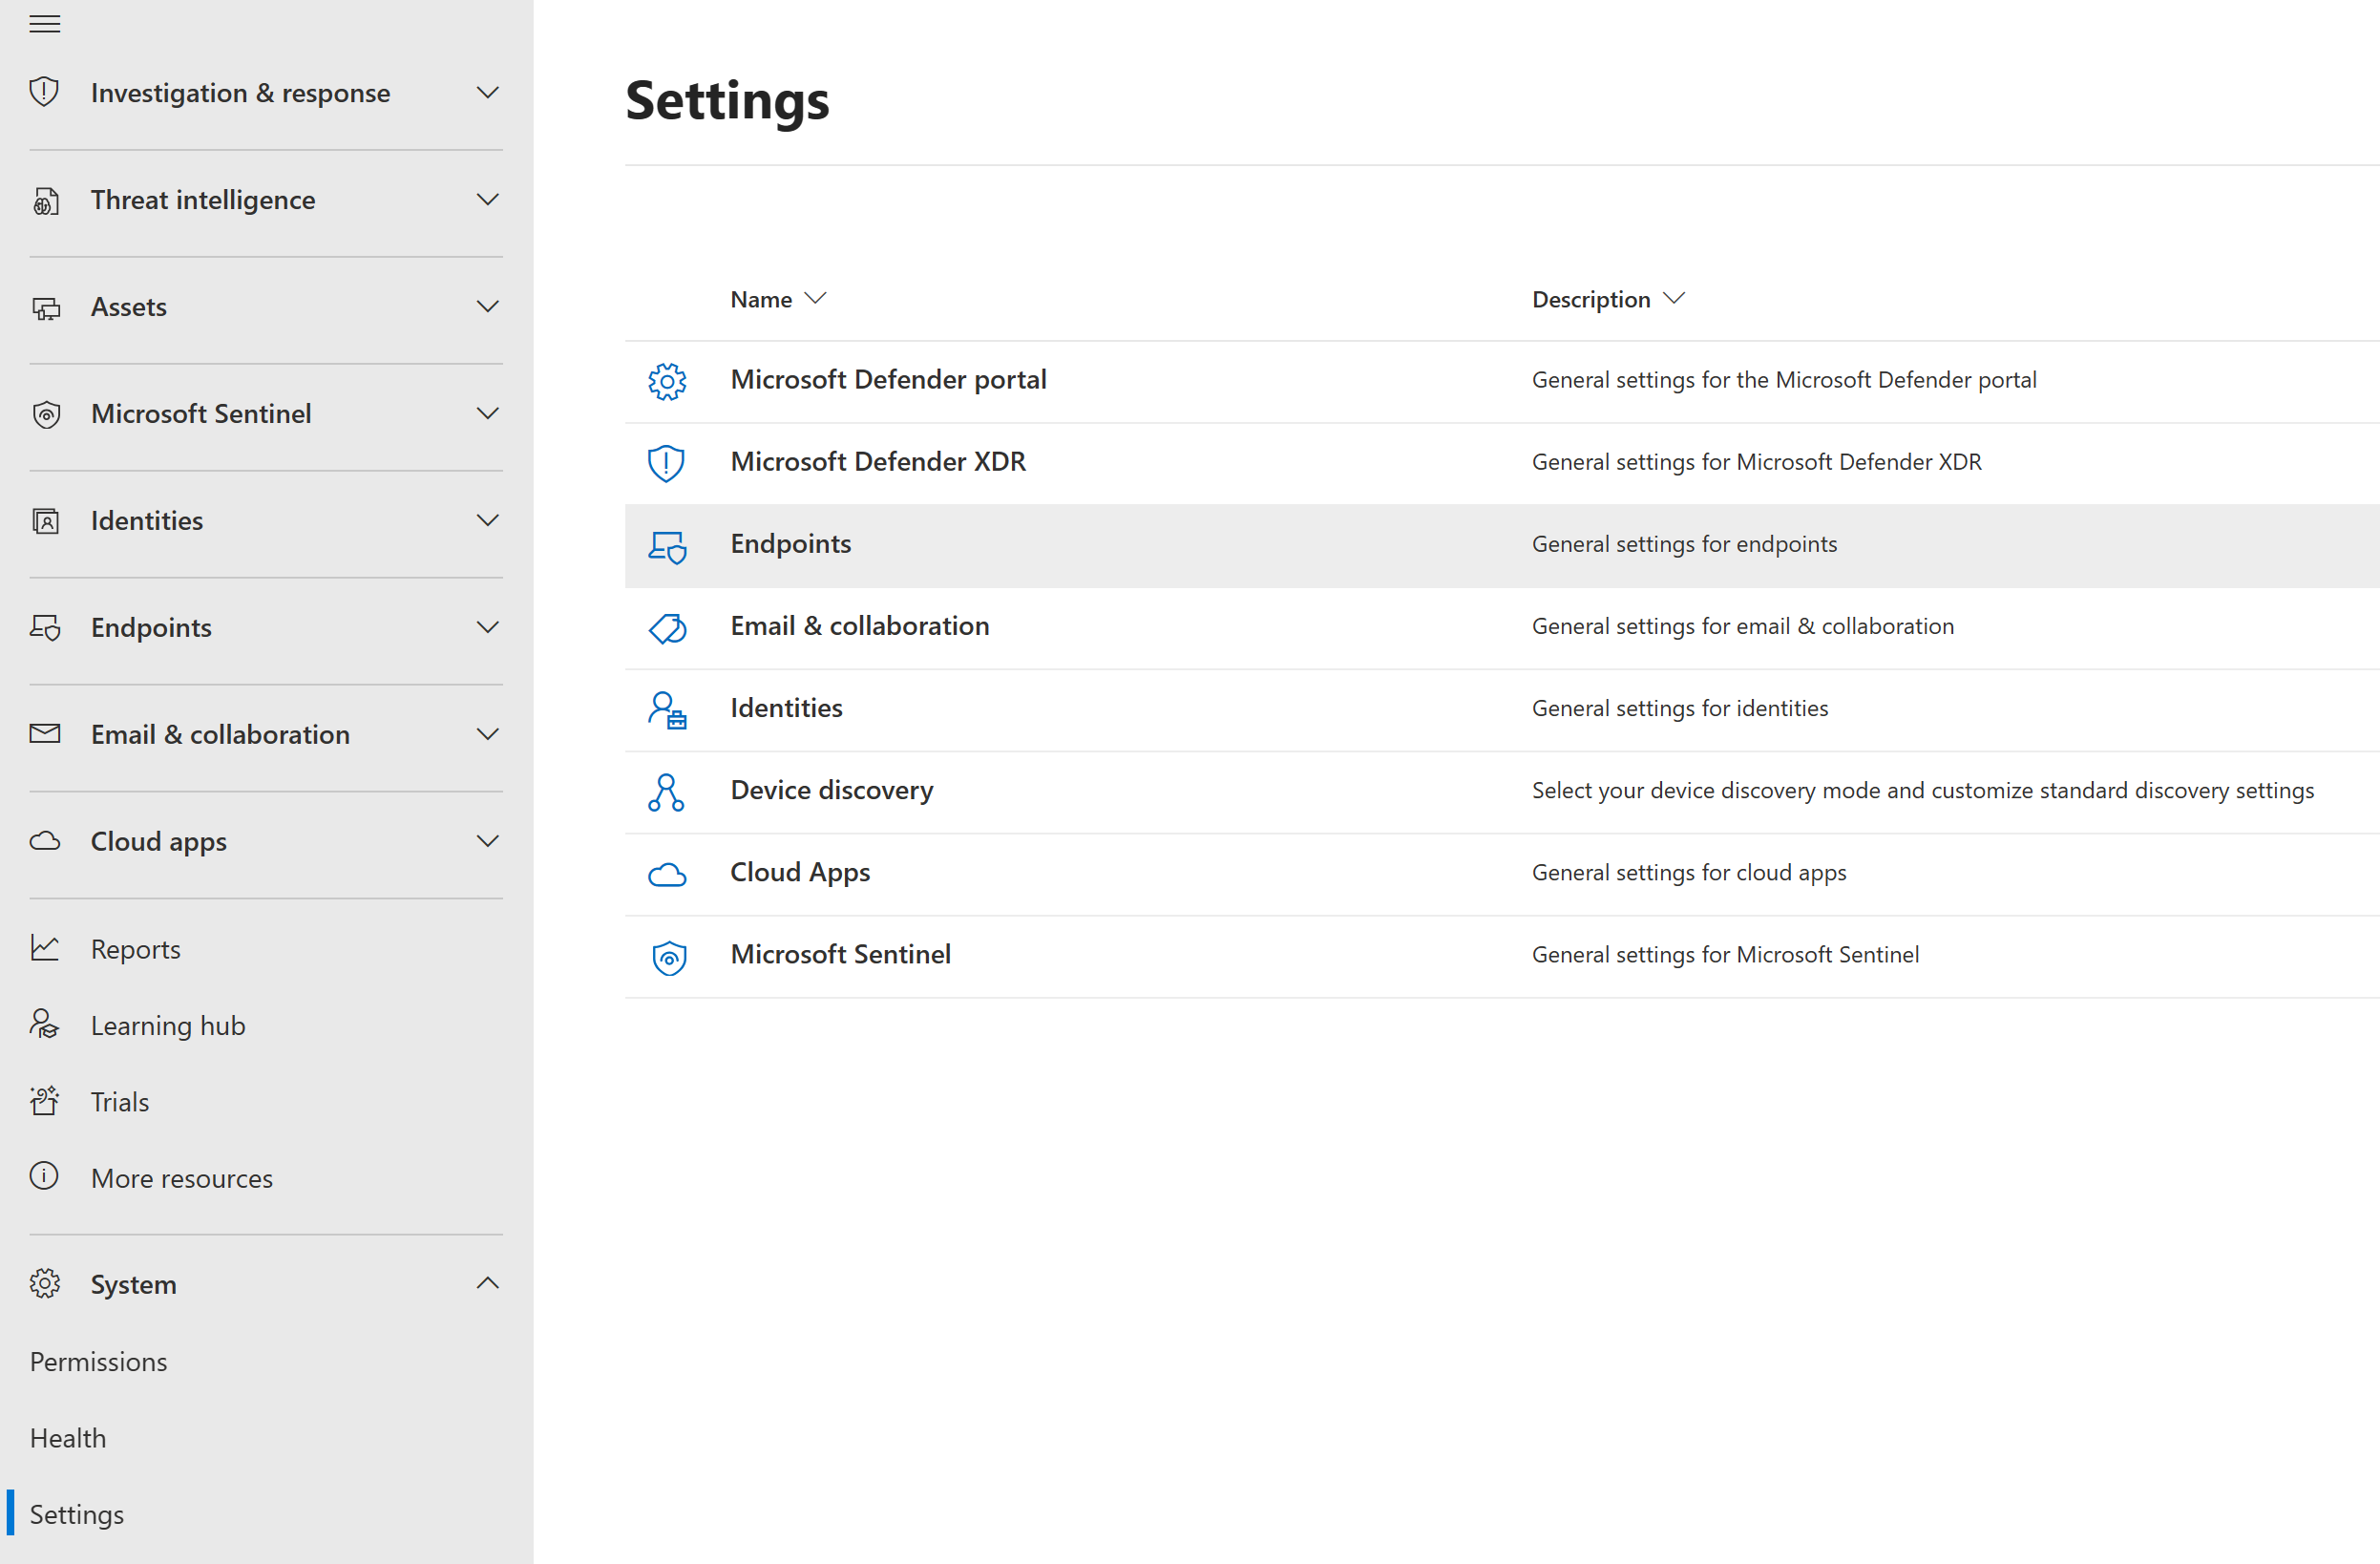 Investigation & response
Threat intelligence
Assets
Microsoft Sentinel
Identities
Endpoints
Email & collaboration
Cloud apps
Reports
Learning hub
Trials
More resources
System
Permissions
Health
Settings
Settings
Name Description
Microsoft Defender portal General settings for the Microsoft Defender portal
Microsoft Defender XDR General settings for Microsoft Defender XDR
Endpoints General settings for endpoints
Email & collaboration General settings for email & collaboration
Identities General settings for identities
Device discovery Select your device discovery mode and customize standard discovery settings
Cloud Apps General settings for cloud apps
Microsoft Sentinel General settings for Microsoft Sentinel